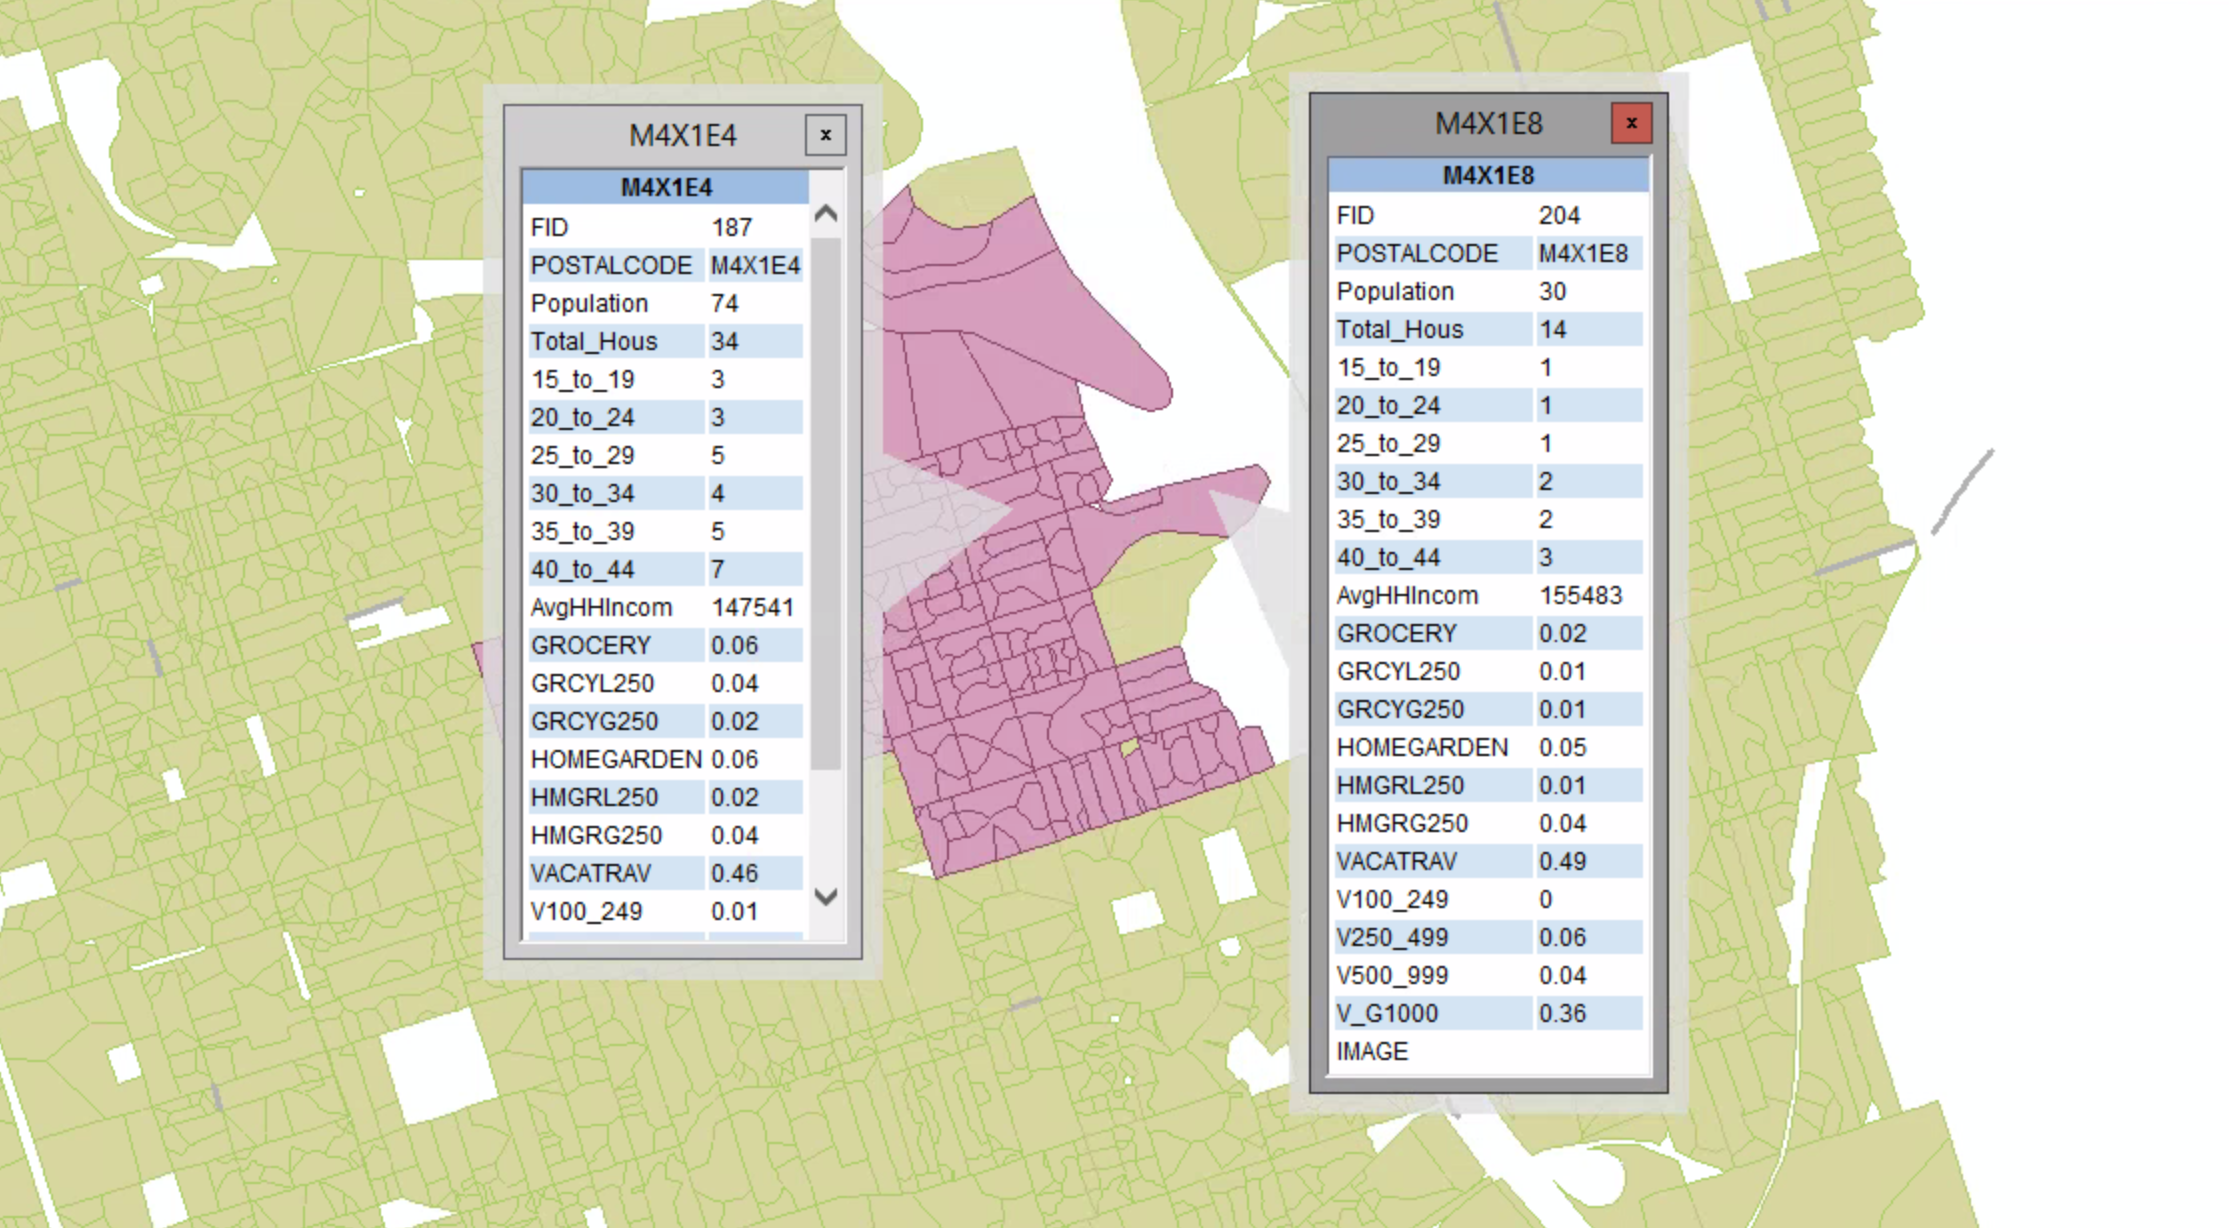 M4X1E4
x
M4X1E4
FID 187
POSTALCODE M4X1E4
Population 74
Total_Hous 34
15_to_19 3
20_to_24 3
25_to_29 5
30_to_34 4
35_to_39 5
40_to_44 7
AvgHHIncom 147541
GROCERY 0.06
GRCYL250 0.04
GRCYG250 0.02
HOMEGARDEN 0.06
HMGRL250 0.02
HMGRG250 0.04
VACATRAV 0.46
V100_249 0.01
M4X1E8
x
M4X1E8
FID 204
POSTALCODE M4X1E8
Population 30
Total_Hous 14
15_to_19 1
20_to_24 1
25_to_29 1
30_to_34 2
35_to_39 2
40_to_44 3
AvgHHIncom 155483
GROCERY 0.02
GRCYL250 0.01
GRCYG250 0.01
HOMEGARDEN 0.05
HMGRL250 0.01
HMGRG250 0.04
VACATRAV 0.49
V100_249 0
V250_499 0.06
V500_999 0.04
V_G1000 0.36
IMAGE